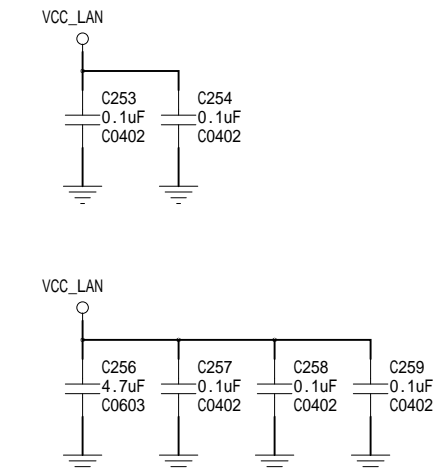 VCC_LAN
C253
0.1uF
C0402
C254
0.1uF
C0402
VCC_LAN
C256
4.7uF
C0603
C257
0.1uF
C0402
C258
0.1uF
C0402
C259
0.1uF
C0402